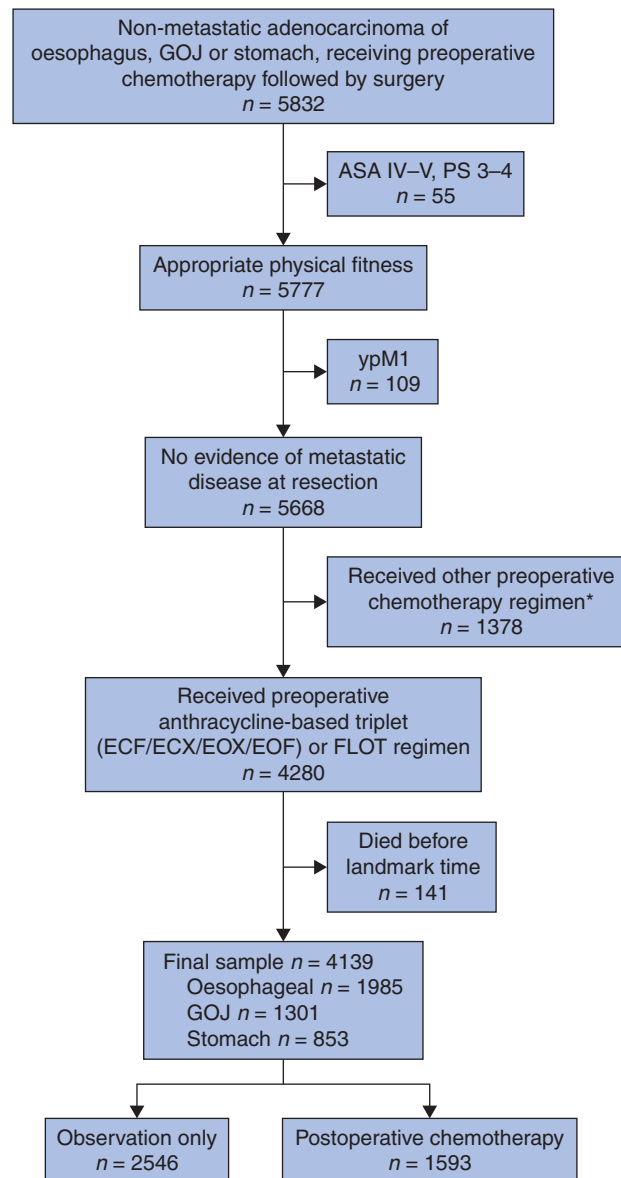 Non-metastatic adenocarcinoma of
oesophagus, GOJ or stomach, receiving preoperative
chemotherapy followed by surgery
n = 5832
ASA IV–V, PS 3–4
n = 55
Appropriate physical fitness
n = 5777
ypM1
n = 109
No evidence of metastatic
disease at resection
n = 5668
Received other preoperative
chemotherapy regimen*
n = 1378
Received preoperative
anthracycline-based triplet
(ECF/ECX/EOX/EOF) or FLOT regimen
n = 4280
Died before
landmark time
n = 141
Final sample n = 4139
Oesophageal n = 1985
GOJ n = 1301
Stomach n = 853
Observation only
n = 2546
Postoperative chemotherapy
n = 1593